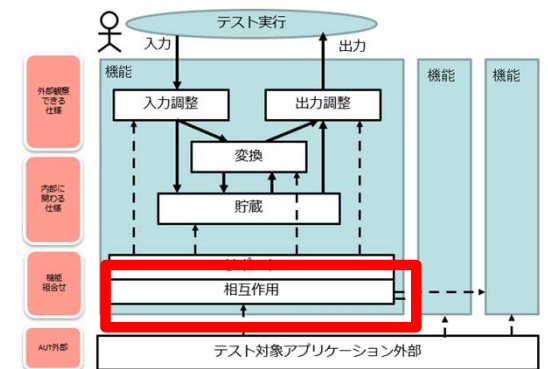 テスト実行
入力
出力
機能
機能
機能
外部観察
できる
仕様
入力調整
出力調整
変換
内部に
関わる
仕様
貯蔵
機能
組合せ
相互作用
AUT外部
テスト対象アプリケーション外部